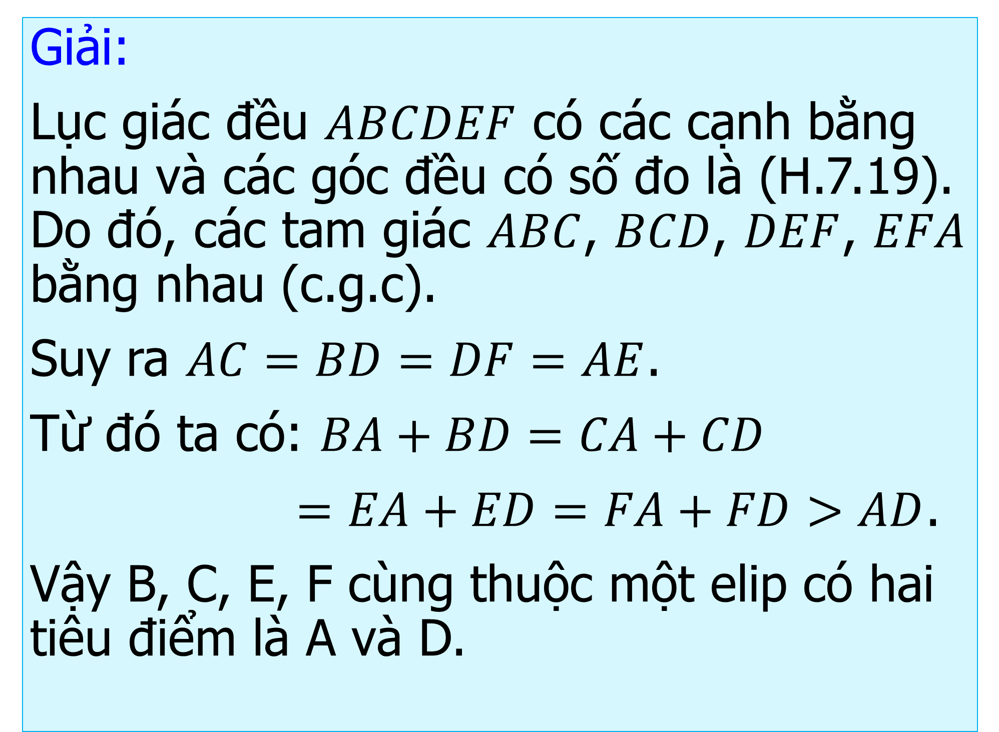 Giải:
Lục giác đều ABCDEF có các cạnh bằng
nhau và các góc đều có số đo là (H.7.19).
Do đó, các tam giác ABC, BCD, DEF, EFA
bằng nhau (c.g.c).
Suy ra AC = BD = DF = AE.
Từ đó ta có: BA + BD = CA + CD
= EA + ED = FA + FD > AD.
Vậy B, C, E, F cùng thuộc một elip có hai
tiêu điểm là A và D.